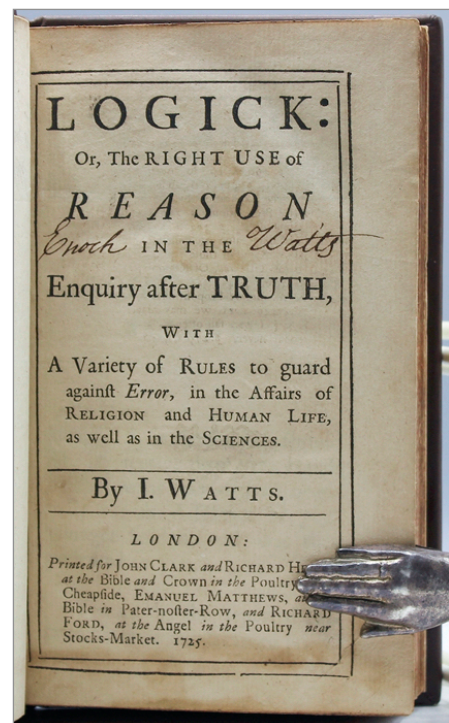 LOGICK:
Or, The RIGHT USE of
REASON
Enoch IN THE Watts
Enquiry after TRUTH,
WITH
A Variety of RULES to guard
againſt Error, in the Affairs of
RELIGION and HUMAN LIFE,
as well as in the SCIENCES.
By I. WATTS.
LONDON:
Printed for JOHN CLARK and RICHARD
at the Bible and Crown in the Poultry
Cheapſide, EMANUEL MATTHEWS,
Bible in Pater-noſter-Row, and RICHARD
FORD, at the Angel in the Poultry near
Stocks-Market. 1725.